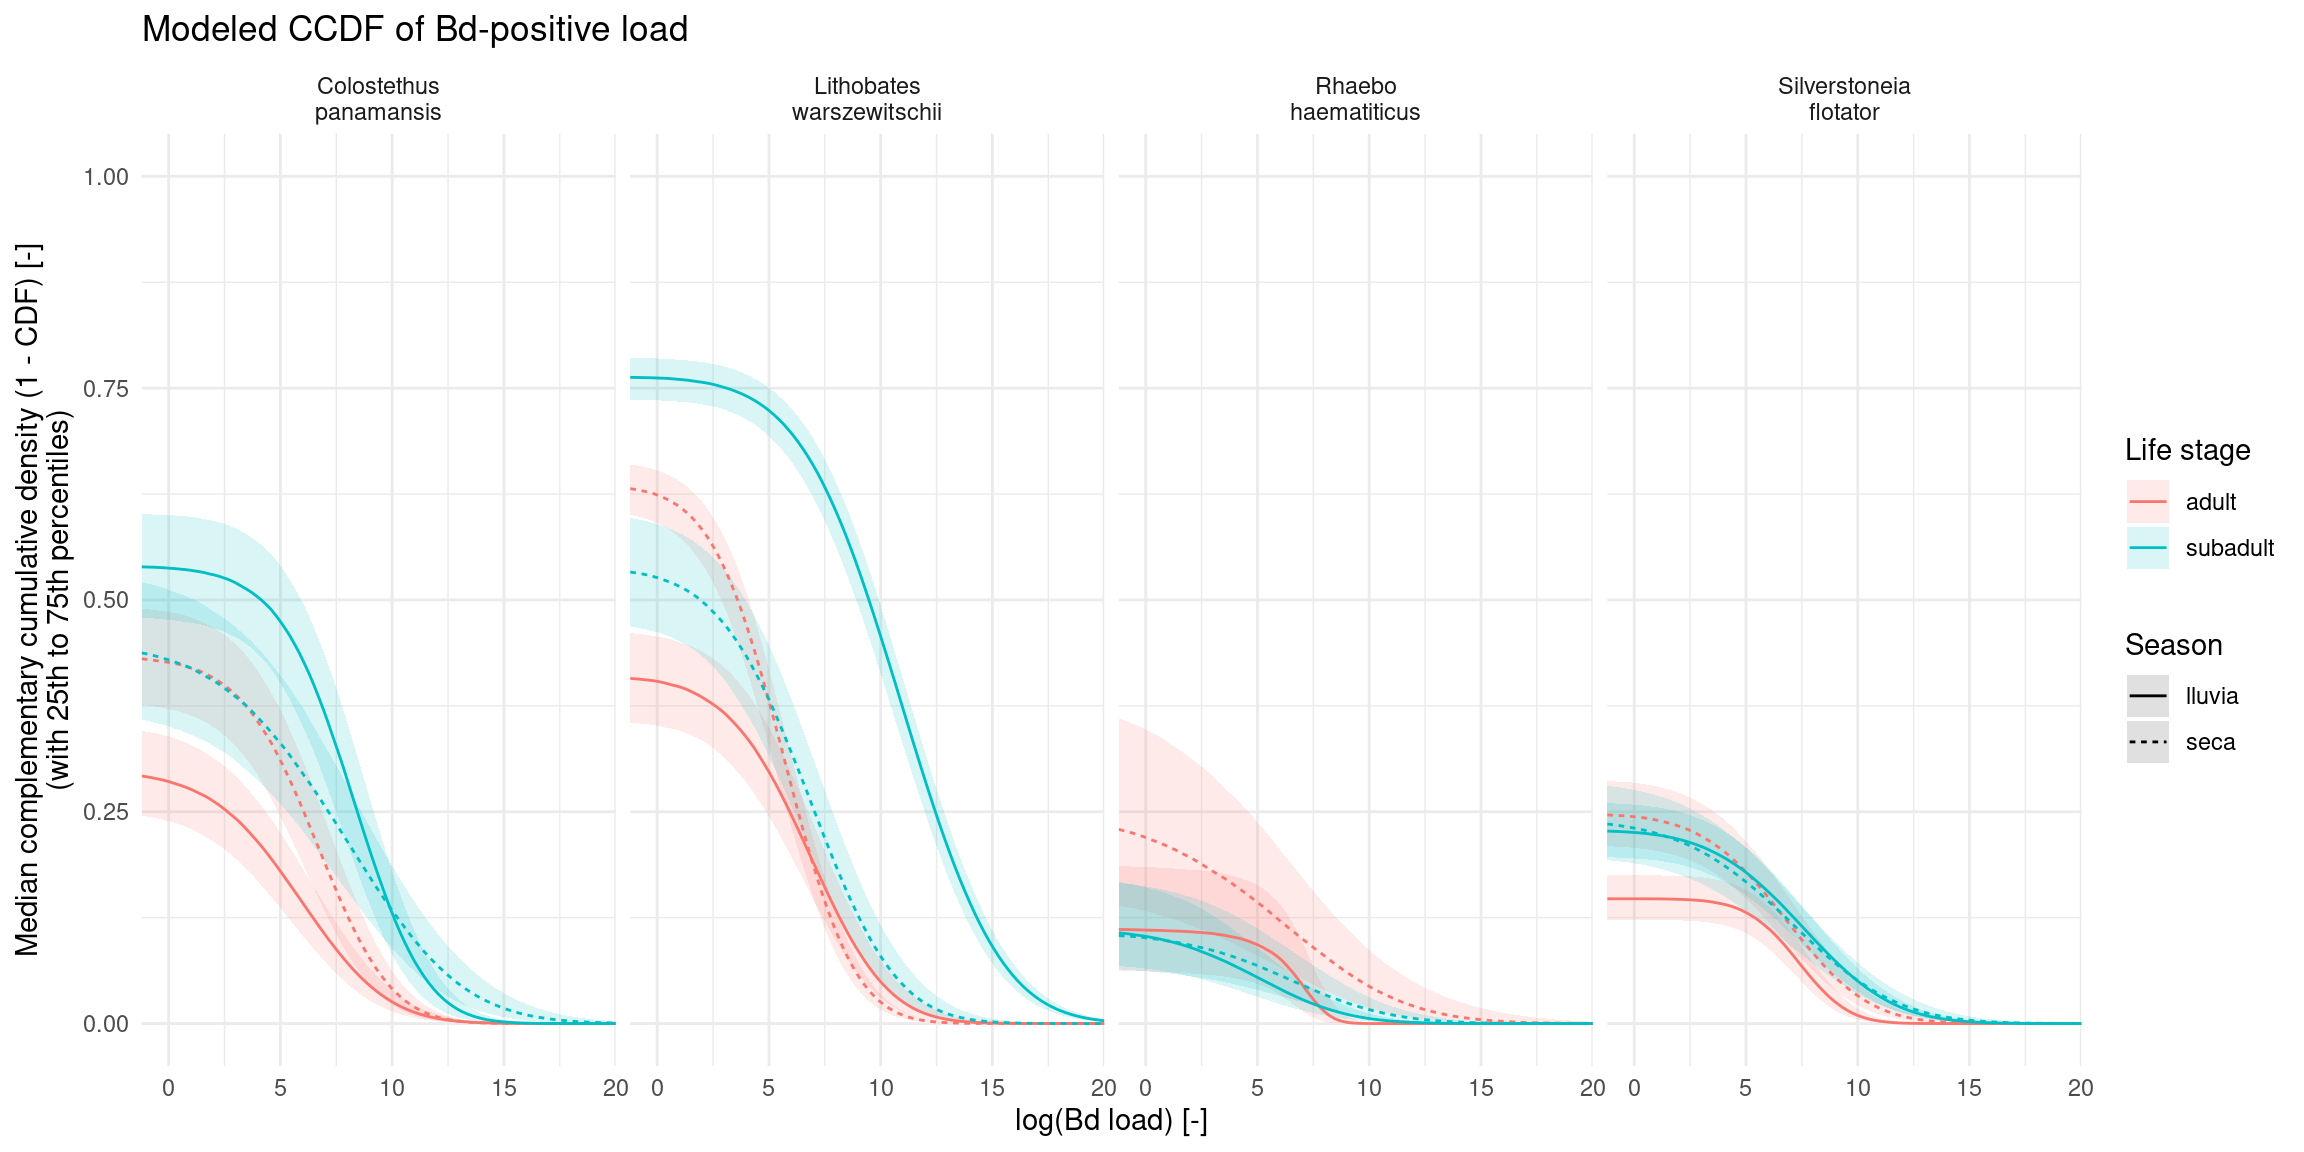 Modeled CCDF of Bd-positive load
Colostethus
panamansis
Lithobates
warszewitschii
Rhaebo
haematiticus
Silverstoneia
flotator
Median complementary cumulative density (1 - CDF) [-]
(with 25th to 75th percentiles)
1.00
0.75
0.50
0.25
0.00
0 5 10 15 20
0 5 10 15 20
0 5 10 15 20
0 5 10 15 20
log(Bd load) [-]
Life stage
adult
subadult
Season
lluvia
seca